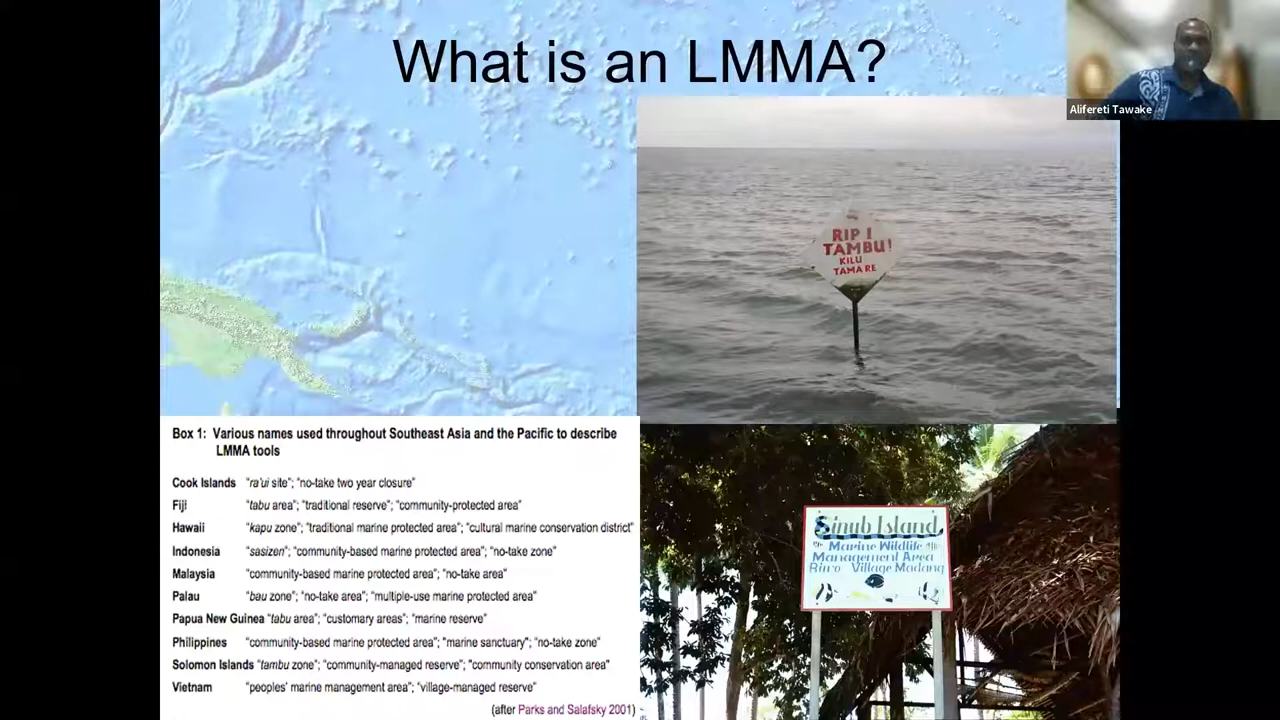 What is an LMMA?
Alifereti Tawake
RIP I
TAMBU!
KILU
TAMARE
Box 1: Various names used throughout Southeast Asia and the Pacific to describe
LMMA tools
Cook Islands "ra'ui site"; "no-take two year closure"
Fiji "tabu area"; "traditional reserve"; "community-protected area"
Hawaii "kapu zone"; "traditional marine protected area"; "cultural marine conservation district"
Indonesia "sasizen"; "community-based marine protected area"; "no-take zone"
Malaysia "community-based marine protected area"; "no-take area"
Palau "bau zone"; "no-take area"; "multiple-use marine protected area"
Papua New Guinea "tabu area"; "customary areas"; "marine reserve"
Philippines "community-based marine protected area"; "marine sanctuary"; "no-take zone"
Solomon Islands "tambu zone"; "community-managed reserve"; "community conservation area"
Vietnam "peoples' marine management area"; "village-managed reserve"
(after Parks and Salafsky 2001)
Sinub Island
Marine Wildlife
Management Area
Village Madang